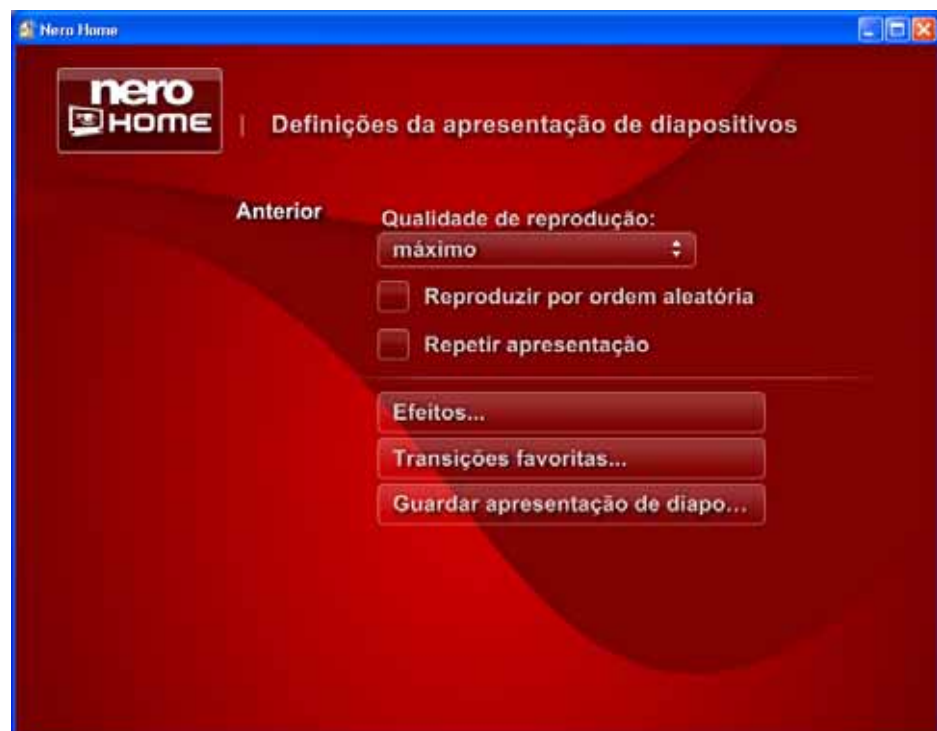 Nero Home
nero
HOME
| Definições da apresentação de diapositivos
Anterior
Qualidade de reprodução:
máximo
Reproduzir por ordem aleatória
Repetir apresentação
Efeitos...
Transições favoritas...
Guardar apresentação de diapo...